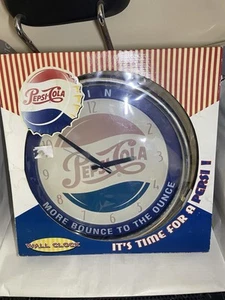 PEPSI-COLA
PEPSI-COLA
MORE BOUNCE TO THE OUNCE
IT'S TIME FOR A PEPSI!
WALL CLOCK